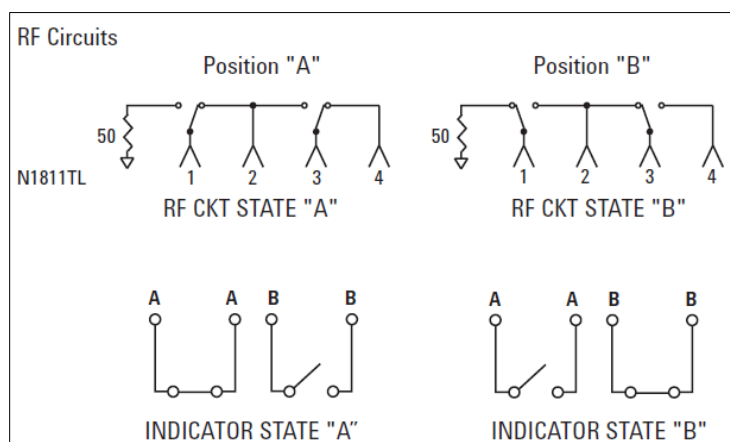 RF Circuits
Position "A" Position "B"
50 50
N1811TL 1 2 3 4 1 2 3 4
RF CKT STATE "A" RF CKT STATE "B"
A A B B A A B B
INDICATOR STATE "A" INDICATOR STATE "B"